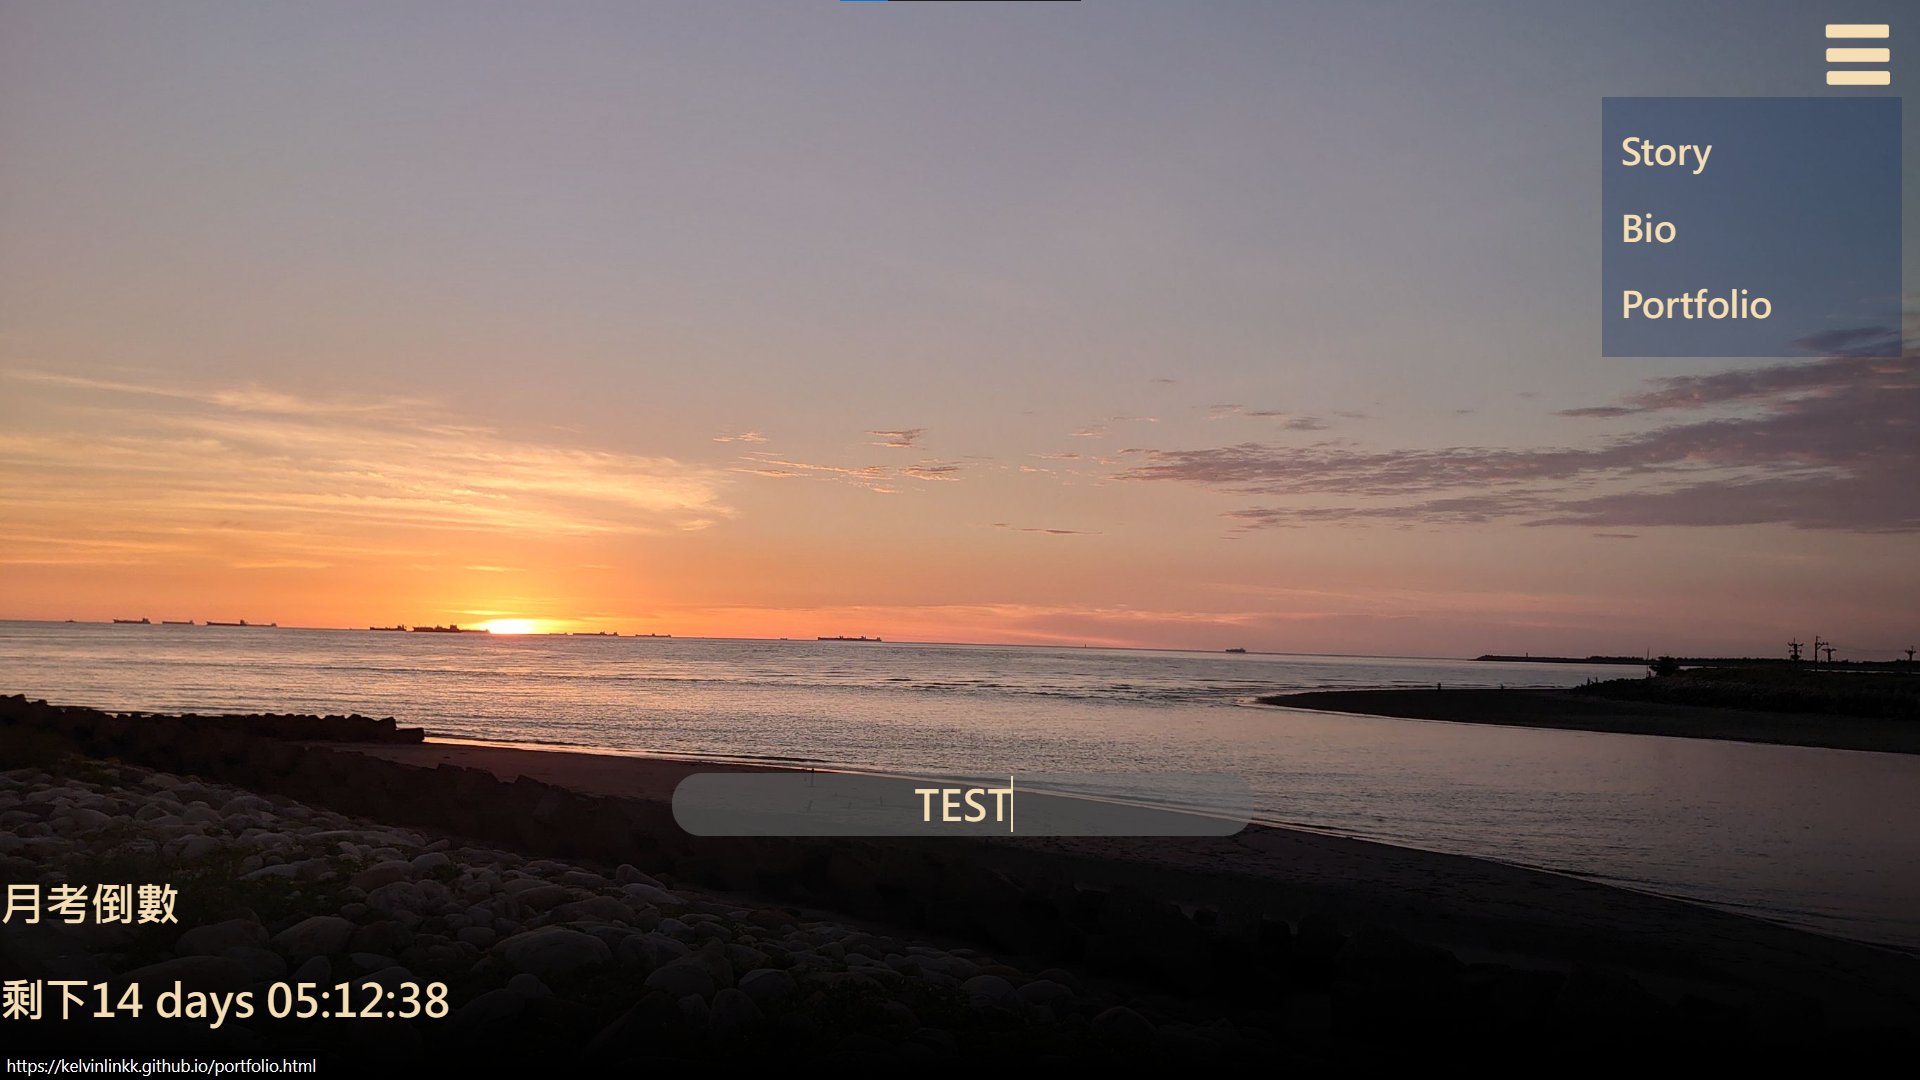 Story
Bio
Portfolio
TEST
月考倒數
剩下14 days 05:12:38
https://kelvinlinkk.github.io/portfolio.html